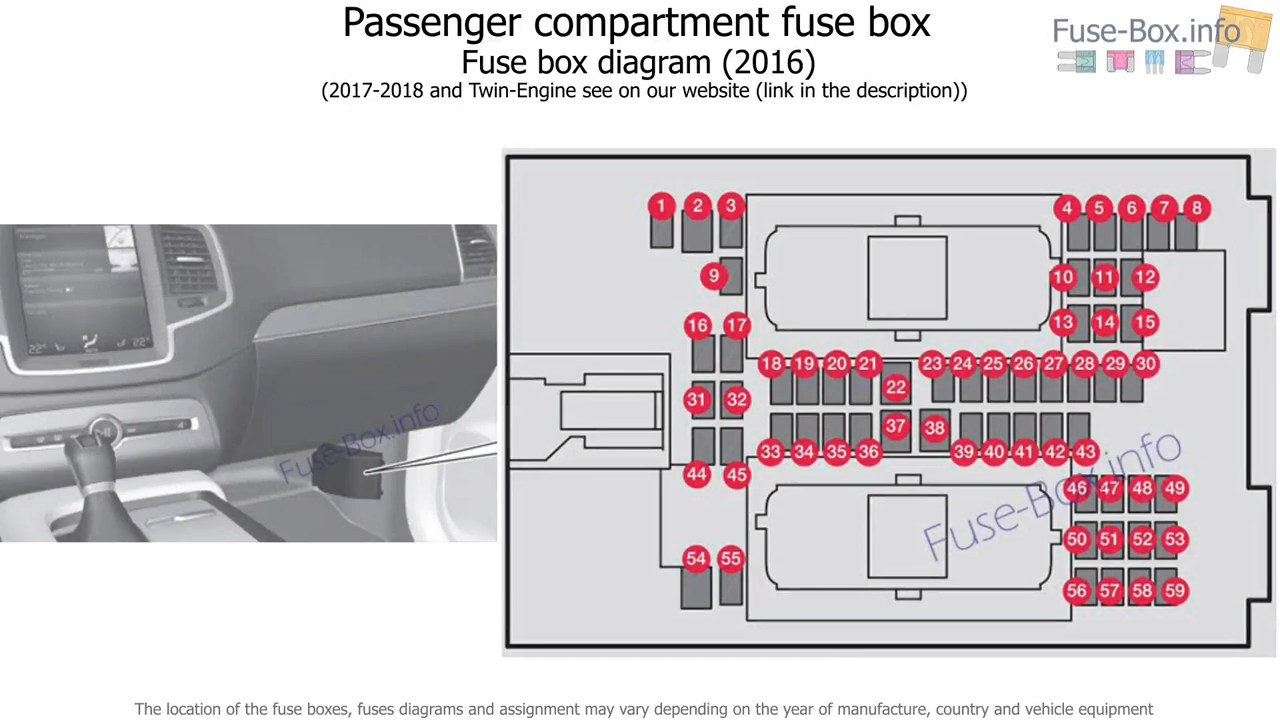 Passenger compartment fuse box
Fuse box diagram (2016)
(2017-2018 and Twin-Engine see on our website (link in the description))
Fuse-Box.info
1 2 3 4 5 6 7 8
9 10 11 12
13 14 15
16 17
18 19 20 21 22 23 24 25 26 27 28 29 30
31 32
33 34 35 36 37 38 39 40 41 42 43
44 45
46 47 48 49
50 51 52 53
54 55
56 57 58 59
22° 22°
Fuse-Box.info
Fuse-Box.info
The location of the fuse boxes, fuses diagrams and assignment may vary depending on the year of manufacture, country and vehicle equipment